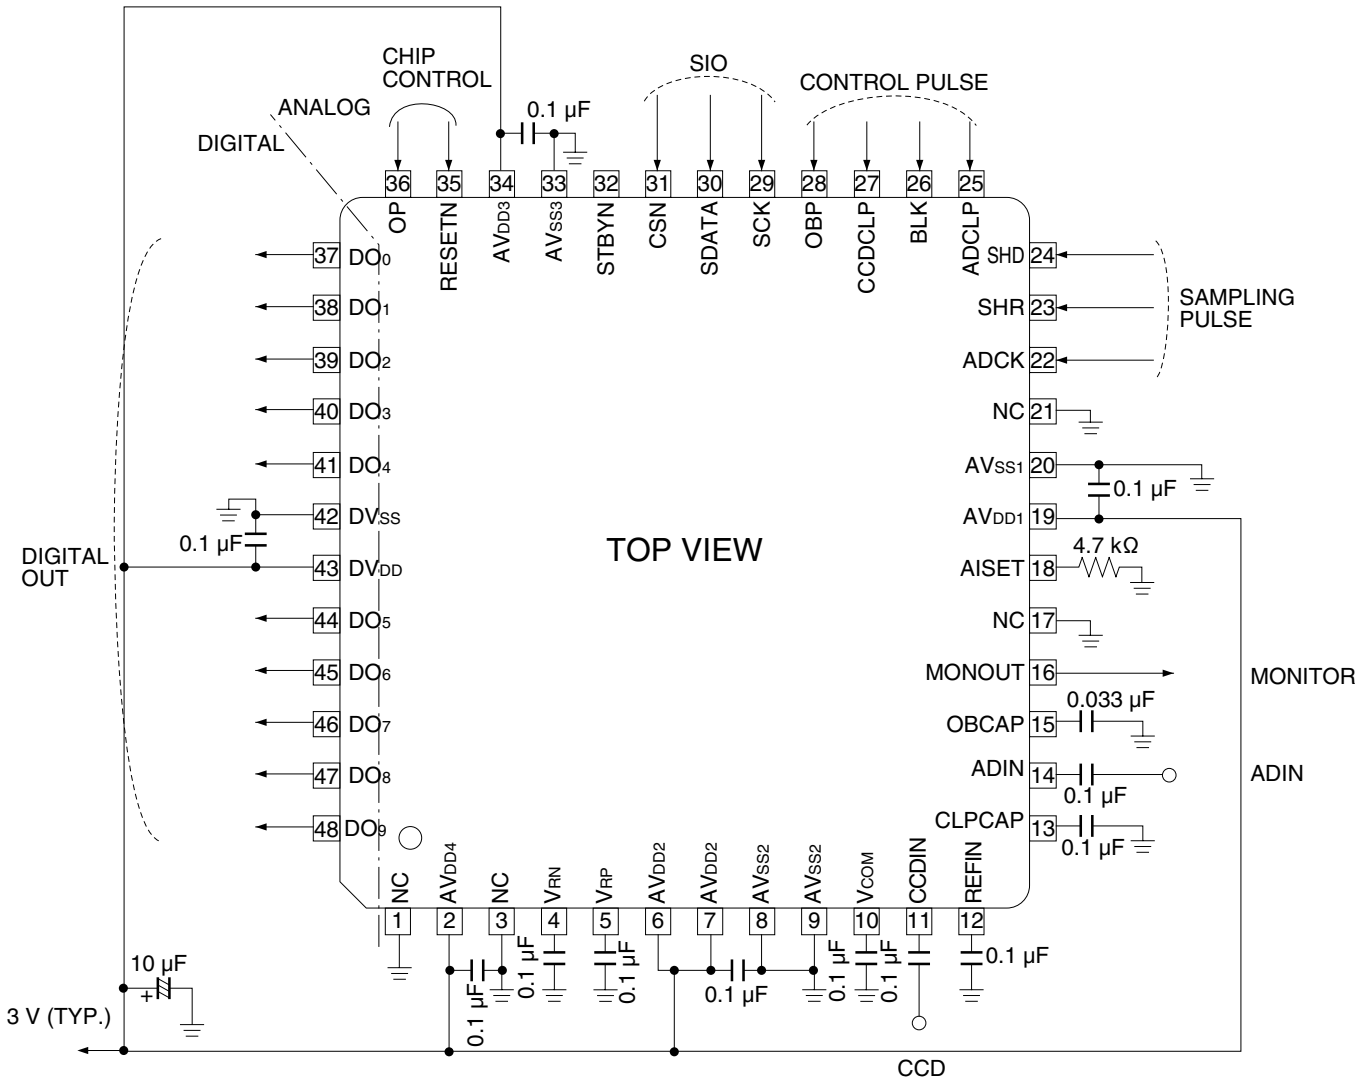 CHIP
CONTROL
SIO
CONTROL PULSE
ANALOG
DIGITAL
0.1 µF
36 35 34 33 32 31 30 29 28 27 26 25
OP
RESETN
AVDD3
AVSS3
STBYN
CSN
SDATA
SCK
OBP
CCDCLP
BLK
ADCLP
37 DO0
38 DO1
39 DO2
40 DO3
41 DO4
42 DVSS
43 DVDD
44 DO5
45 DO6
46 DO7
47 DO8
48 DO9
0.1 µF
DIGITAL
OUT
TOP VIEW
SHD 24
SHR 23
ADCK 22
NC 21
AVSS1 20
AVDD1 19
AISET 18
NC 17
MONOUT 16
OBCAP 15
ADIN 14
CLPCAP 13
SAMPLING
PULSE
0.1 µF
4.7 kΩ
MONITOR
0.033 µF
ADIN
0.1 µF
0.1 µF
NC
AVDD4
NC
VRN
VRP
AVDD2
AVDD2
AVSS2
AVSS2
VCOM
CCDIN
REFIN
1 2 3 4 5 6 7 8 9 10 11 12
10 µF
+
3 V (TYP.)
0.1 µF
0.1 µF
0.1 µF
0.1 µF
0.1 µF
0.1 µF
0.1 µF
CCD